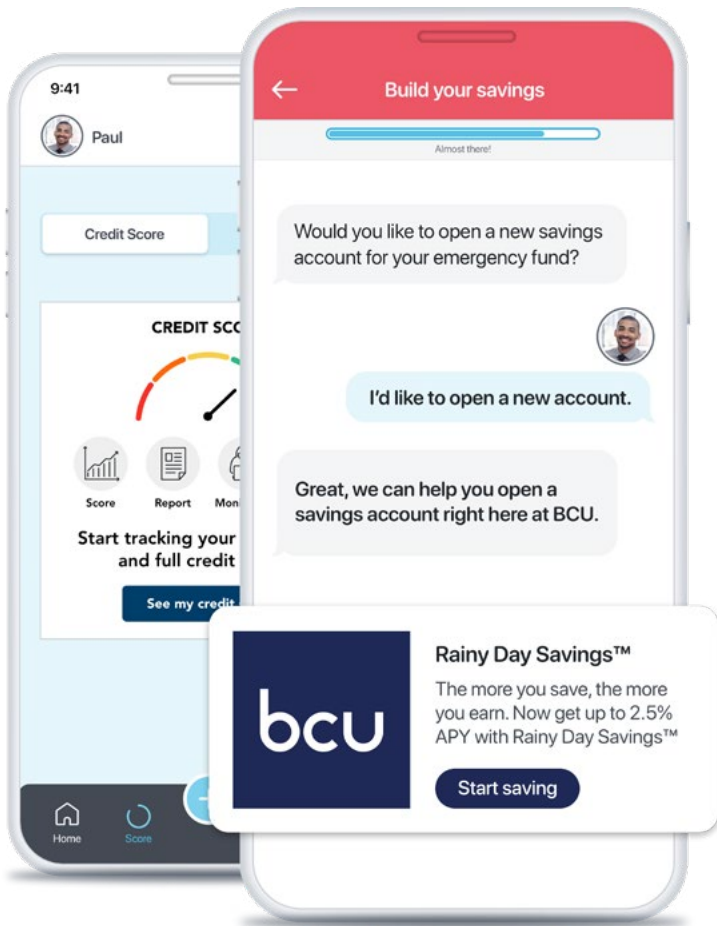 9:41
Paul
Credit Score
CREDIT
Score
Report
Start tracking your
and full credit
See my credit
Home
Score
Build your savings
Almost there!
Would you like to open a new savings
account for your emergency fund?
I'd like to open a new account.
Great, we can help you open a
savings account right here at BCU.
bcu
Rainy Day Savings™
The more you save, the more
you earn. Now get up to 2.5%
APY with Rainy Day Savings™
Start saving